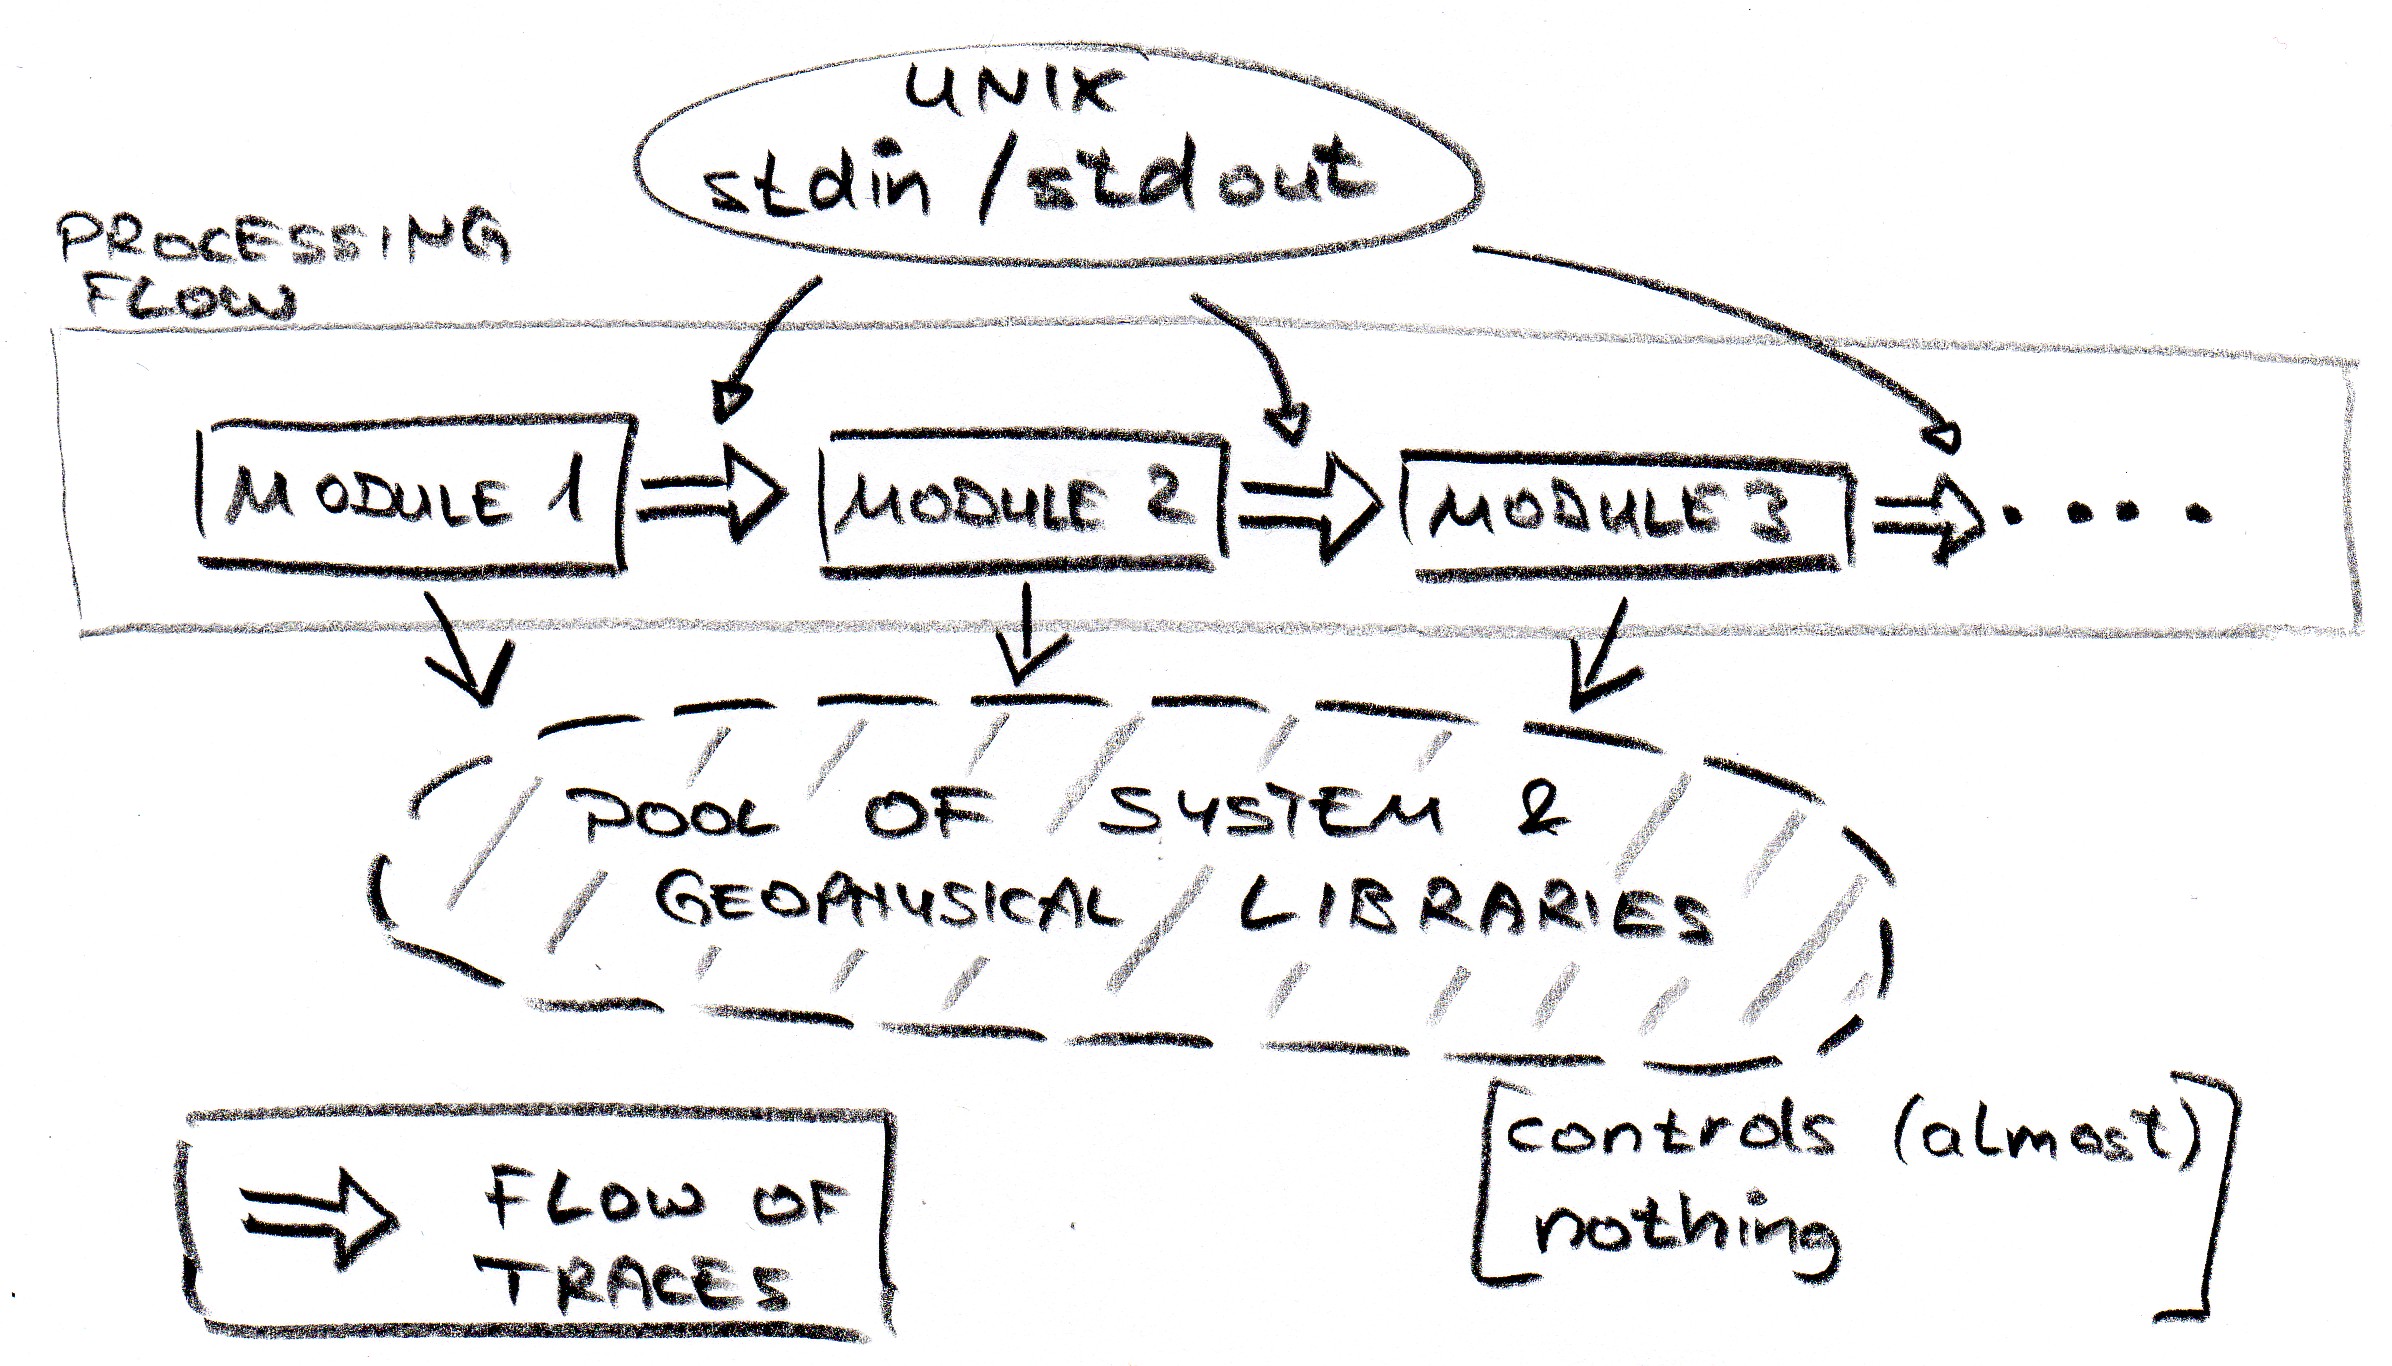 UNIX
stdin / stdout
PROCESSING
FLOW
MODULE 1
MODULE 2
MODULE 3
POOL OF SYSTEM &
GEOPHYSICAL LIBRARIES
FLOW OF
TRACES
[controls (almost)
nothing]